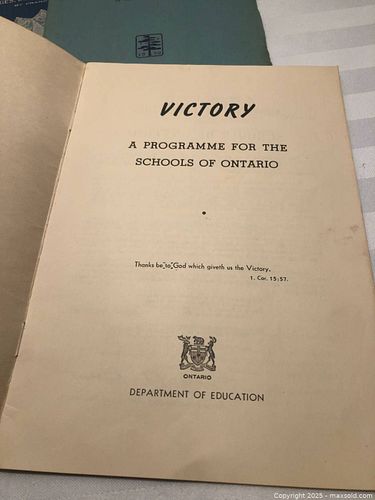 VICTORY
A PROGRAMME FOR THE
SCHOOLS OF ONTARIO
Thanks be "to" God which giveth us the Victory.
1. Cor. 15:57.
ONTARIO
DEPARTMENT OF EDUCATION
Copyright 2025 - maxsold.com